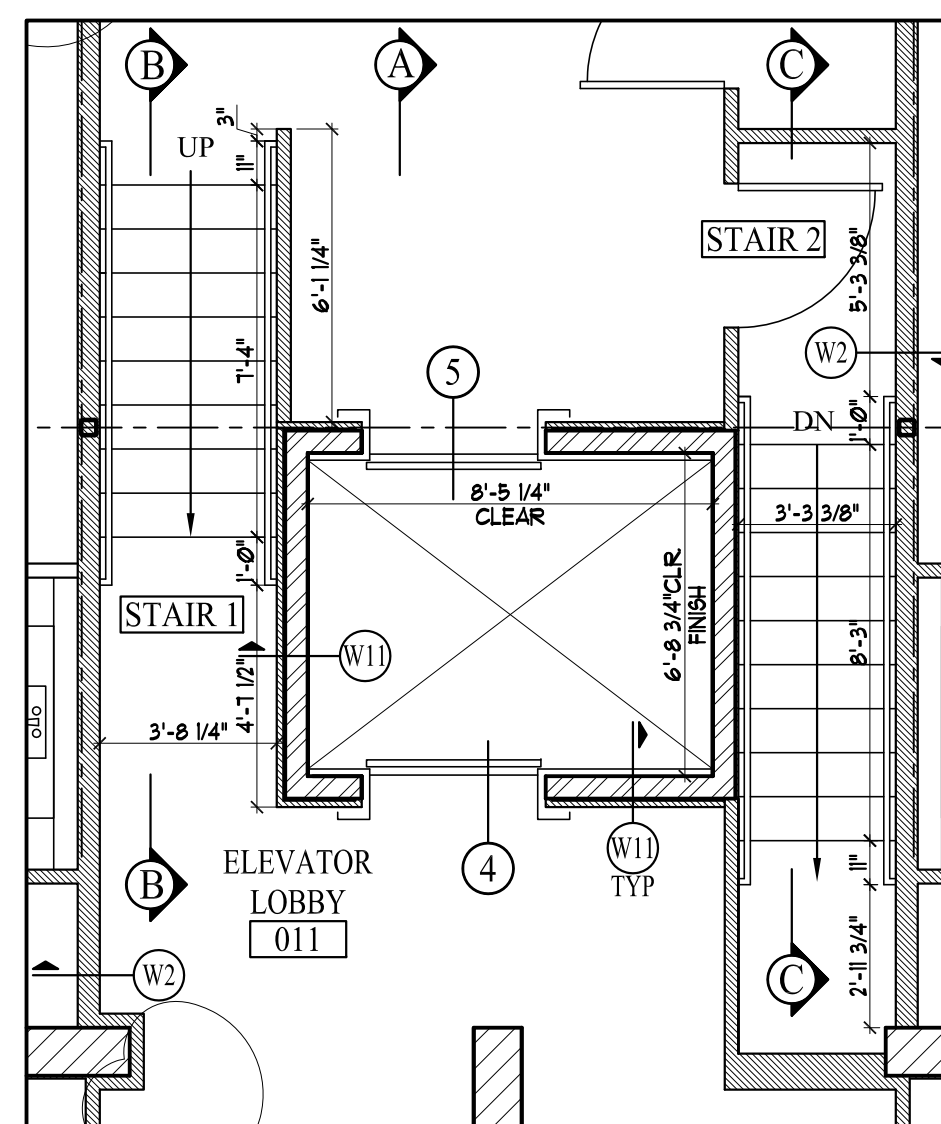 B
A
C
3"
UP
11"
STAIR 2
6'-1 1/4"
5'-3 3/8"
7'-4"
5
W2
DN
1'-0"
8'-5 1/4"
CLEAR
3'-3 3/8"
1'-0"
STAIR 1
6'-8 3/4"CLR
FINISH
W11
4'-7 1/2"
8'-3"
3'-8 1/4"
ELEVATOR
LOBBY
011
4
W11
TYP
B
11"
W2
C
2'-11 3/4"